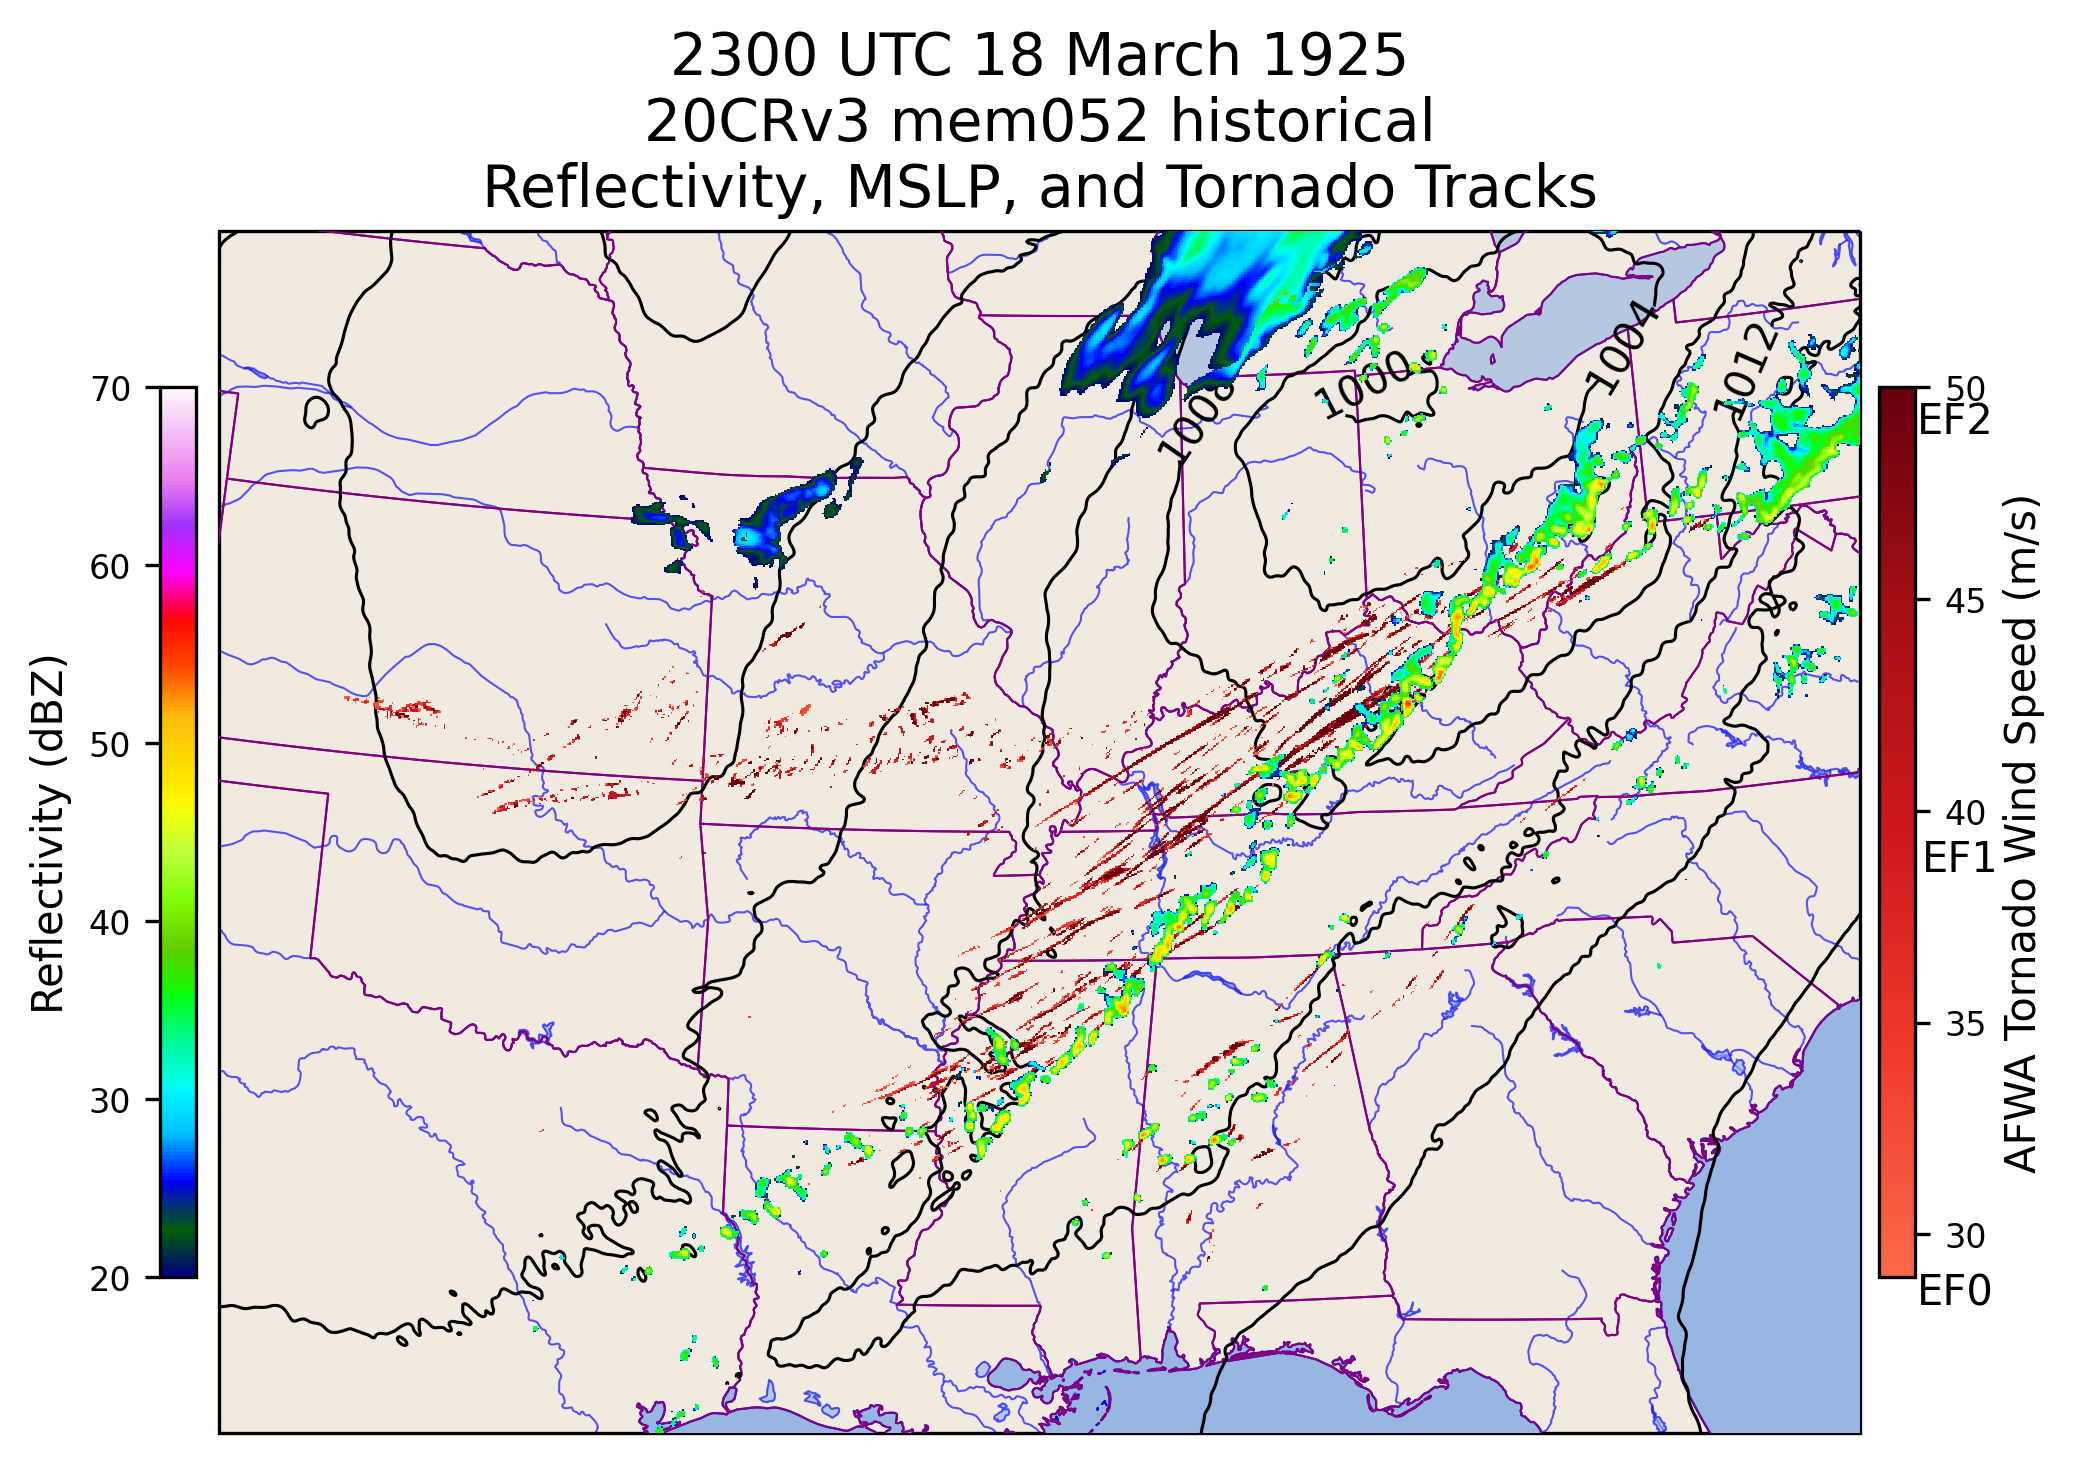 2300 UTC 18 March 1925
20CRv3 mem052 historical
Reflectivity, MSLP, and Tornado Tracks
70
60
50
40
30
20
Reflectivity (dBZ)
1008
1000
1004
1012
50
EF2
45
40
EF1
35
30
EF0
AFWA Tornado Wind Speed (m/s)